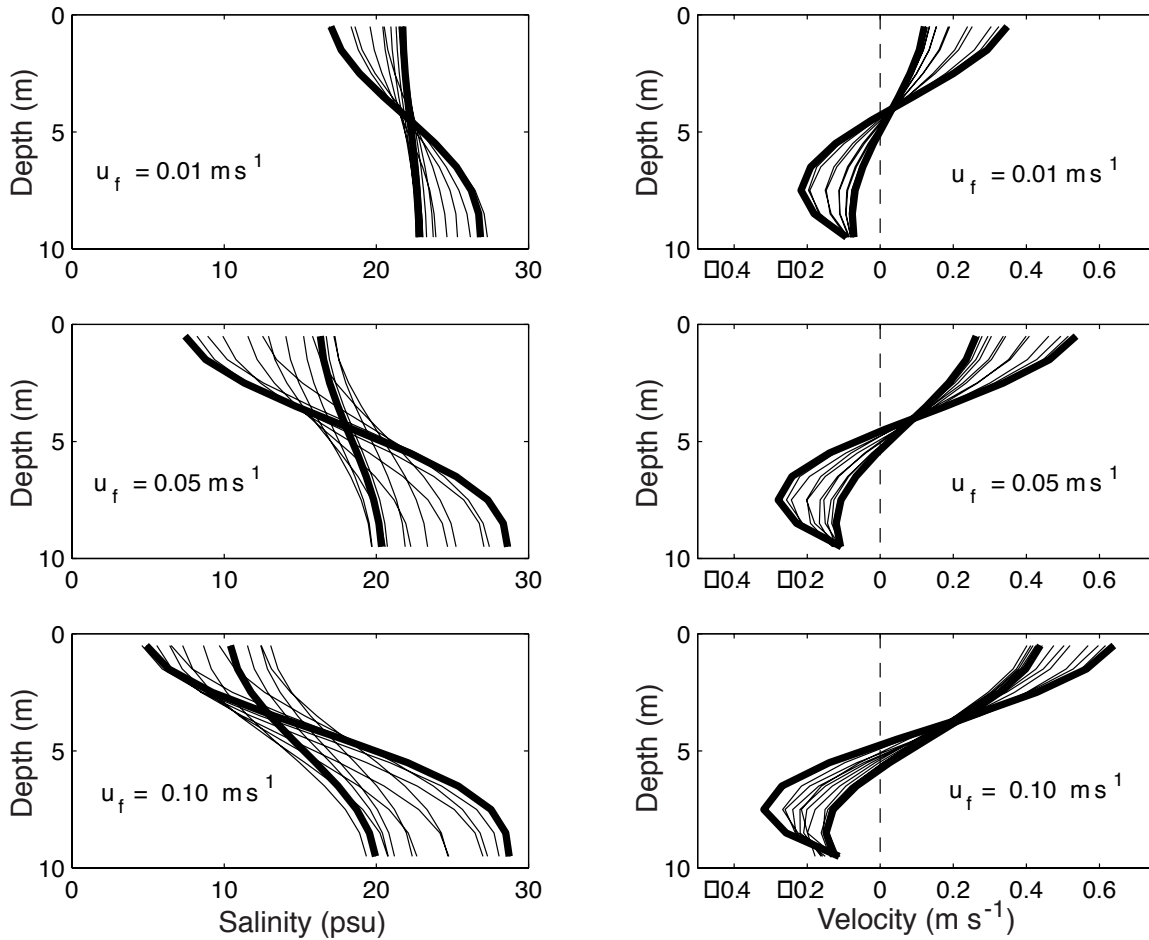 0
5
10
Depth (m)
u f = 0.01 m s 1
0 10 20 30
0
5
10
Depth (m)
u f = 0.01 m s 1
□0.4 □0.2 0 0.2 0.4 0.6
0
5
10
Depth (m)
u f = 0.05 m s 1
0 10 20 30
0
5
10
Depth (m)
u f = 0.05 m s 1
□0.4 □0.2 0 0.2 0.4 0.6
0
5
10
Depth (m)
u f = 0.10 m s 1
0 10 20 30
Salinity (psu)
0
5
10
Depth (m)
u f = 0.10 m s 1
□0.4 □0.2 0 0.2 0.4 0.6
Velocity (m s-1)